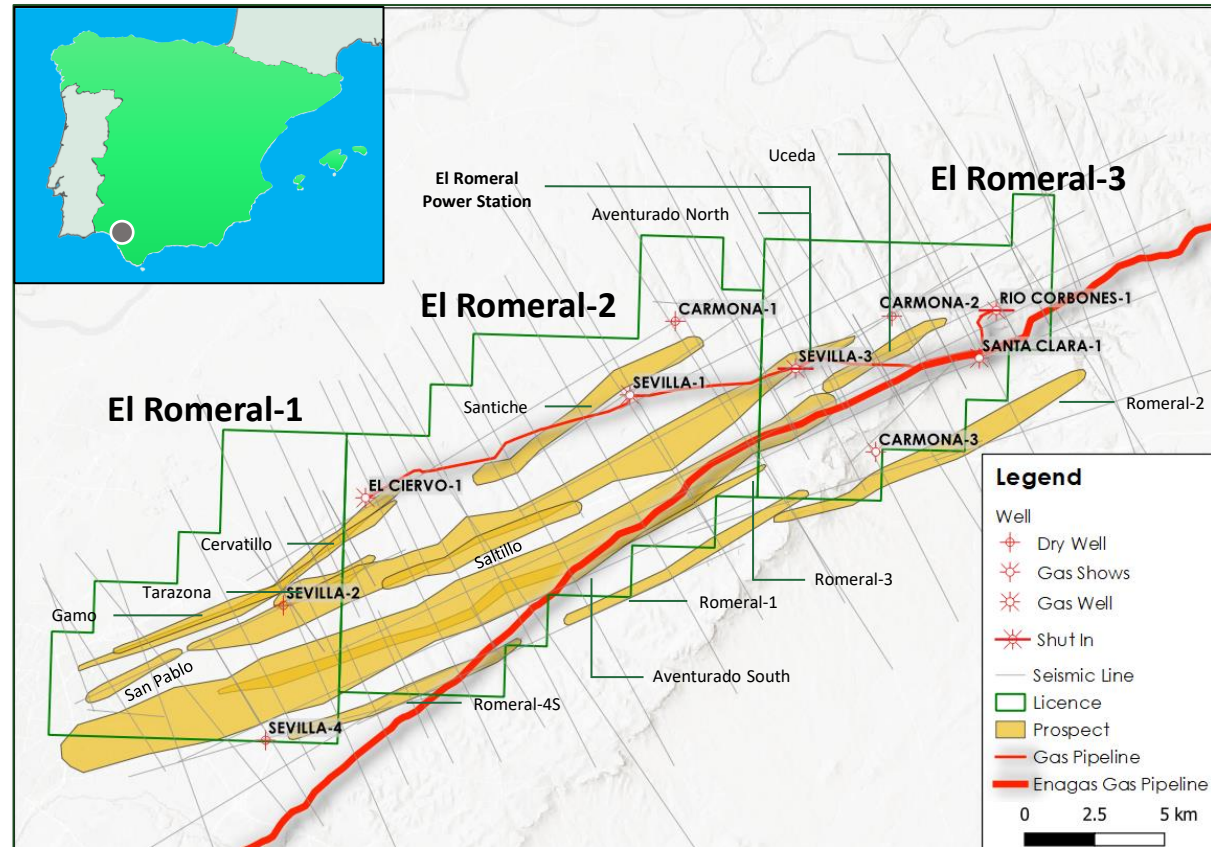 Uceda
El Romeral
Power Station
El Romeral-3
Aventurado North
El Romeral-2
CARMONA-1
CARMONA-2
RIO CORBONES-1
SANTA CLARA-1
SEVILLA-3
SEVILLA-1
El Romeral-1
Santiche
Romeral-2
CARMONA-3
EL CIERVO-1
Cervatillo
Saltillo
Tarazona
SEVILLA-2
Gamo
Romeral-3
Romeral-1
San Pablo
Aventurado South
Romeral-4S
SEVILLA-4
Legend
Well
Dry Well
Gas Shows
Gas Well
Shut In
Seismic Line
Licence
Prospect
Gas Pipeline
Enagas Gas Pipeline
0 2.5 5 km